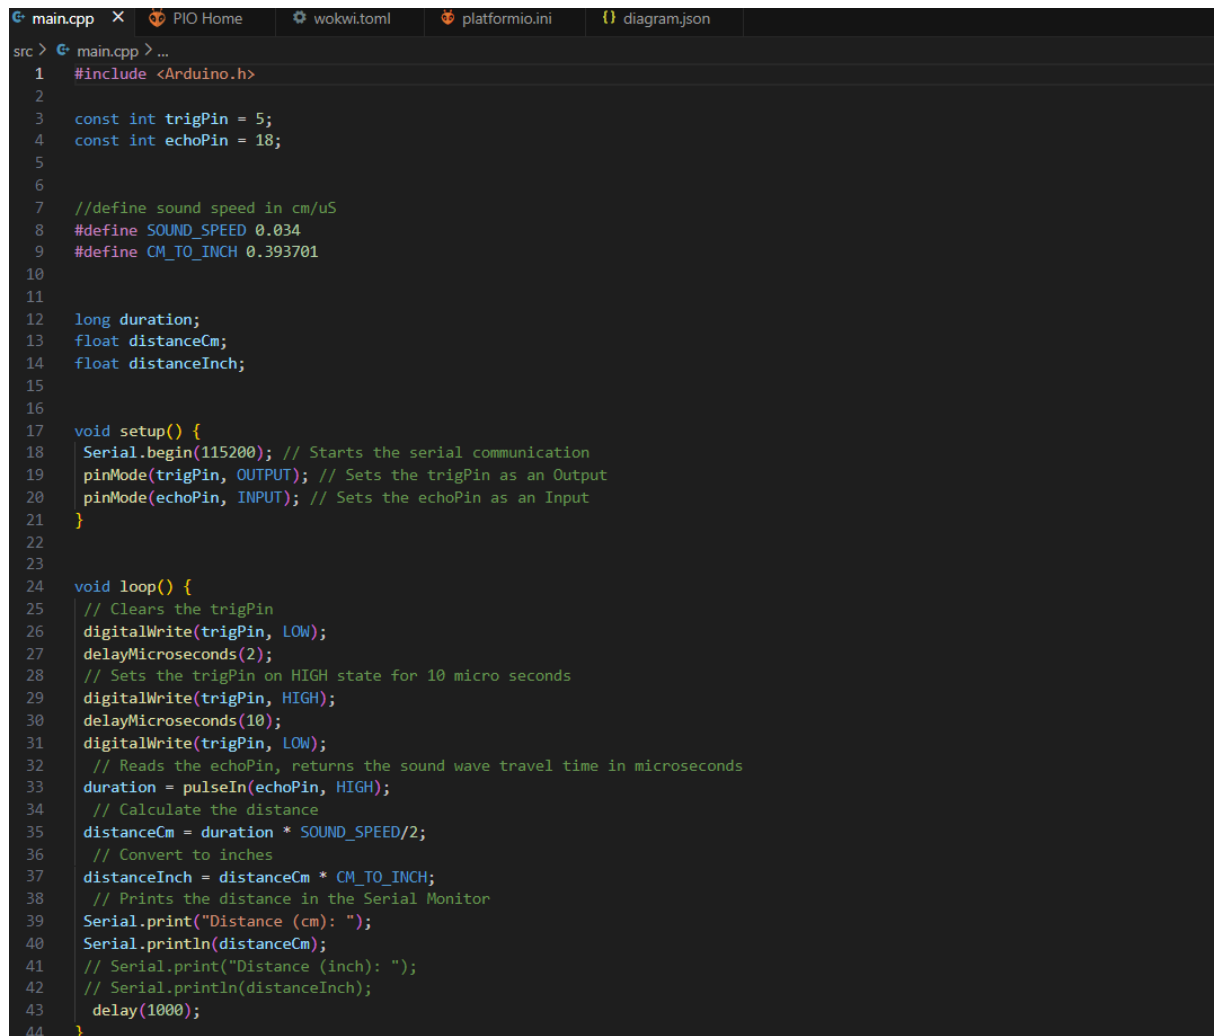 main.cpp PIO Home wokwi.toml platformio.ini {} diagram.json
src > main.cpp > ...
1 #include <Arduino.h>
2
3 const int trigPin = 5;
4 const int echoPin = 18;
5
6
7 //define sound speed in cm/uS
8 #define SOUND_SPEED 0.034
9 #define CM_TO_INCH 0.393701
10
11
12 long duration;
13 float distanceCm;
14 float distanceInch;
15
16
17 void setup() {
18 Serial.begin(115200); // Starts the serial communication
19 pinMode(trigPin, OUTPUT); // Sets the trigPin as an Output
20 pinMode(echoPin, INPUT); // Sets the echoPin as an Input
21 }
22
23
24 void loop() {
25 // Clears the trigPin
26 digitalWrite(trigPin, LOW);
27 delayMicroseconds(2);
28 // Sets the trigPin on HIGH state for 10 micro seconds
29 digitalWrite(trigPin, HIGH);
30 delayMicroseconds(10);
31 digitalWrite(trigPin, LOW);
32 // Reads the echoPin, returns the sound wave travel time in microseconds
33 duration = pulseIn(echoPin, HIGH);
34 // Calculate the distance
35 distanceCm = duration * SOUND_SPEED/2;
36 // Convert to inches
37 distanceInch = distanceCm * CM_TO_INCH;
38 // Prints the distance in the Serial Monitor
39 Serial.print("Distance (cm): ");
40 Serial.println(distanceCm);
41 // Serial.print("Distance (inch): ");
42 // Serial.println(distanceInch);
43 delay(1000);
44 }